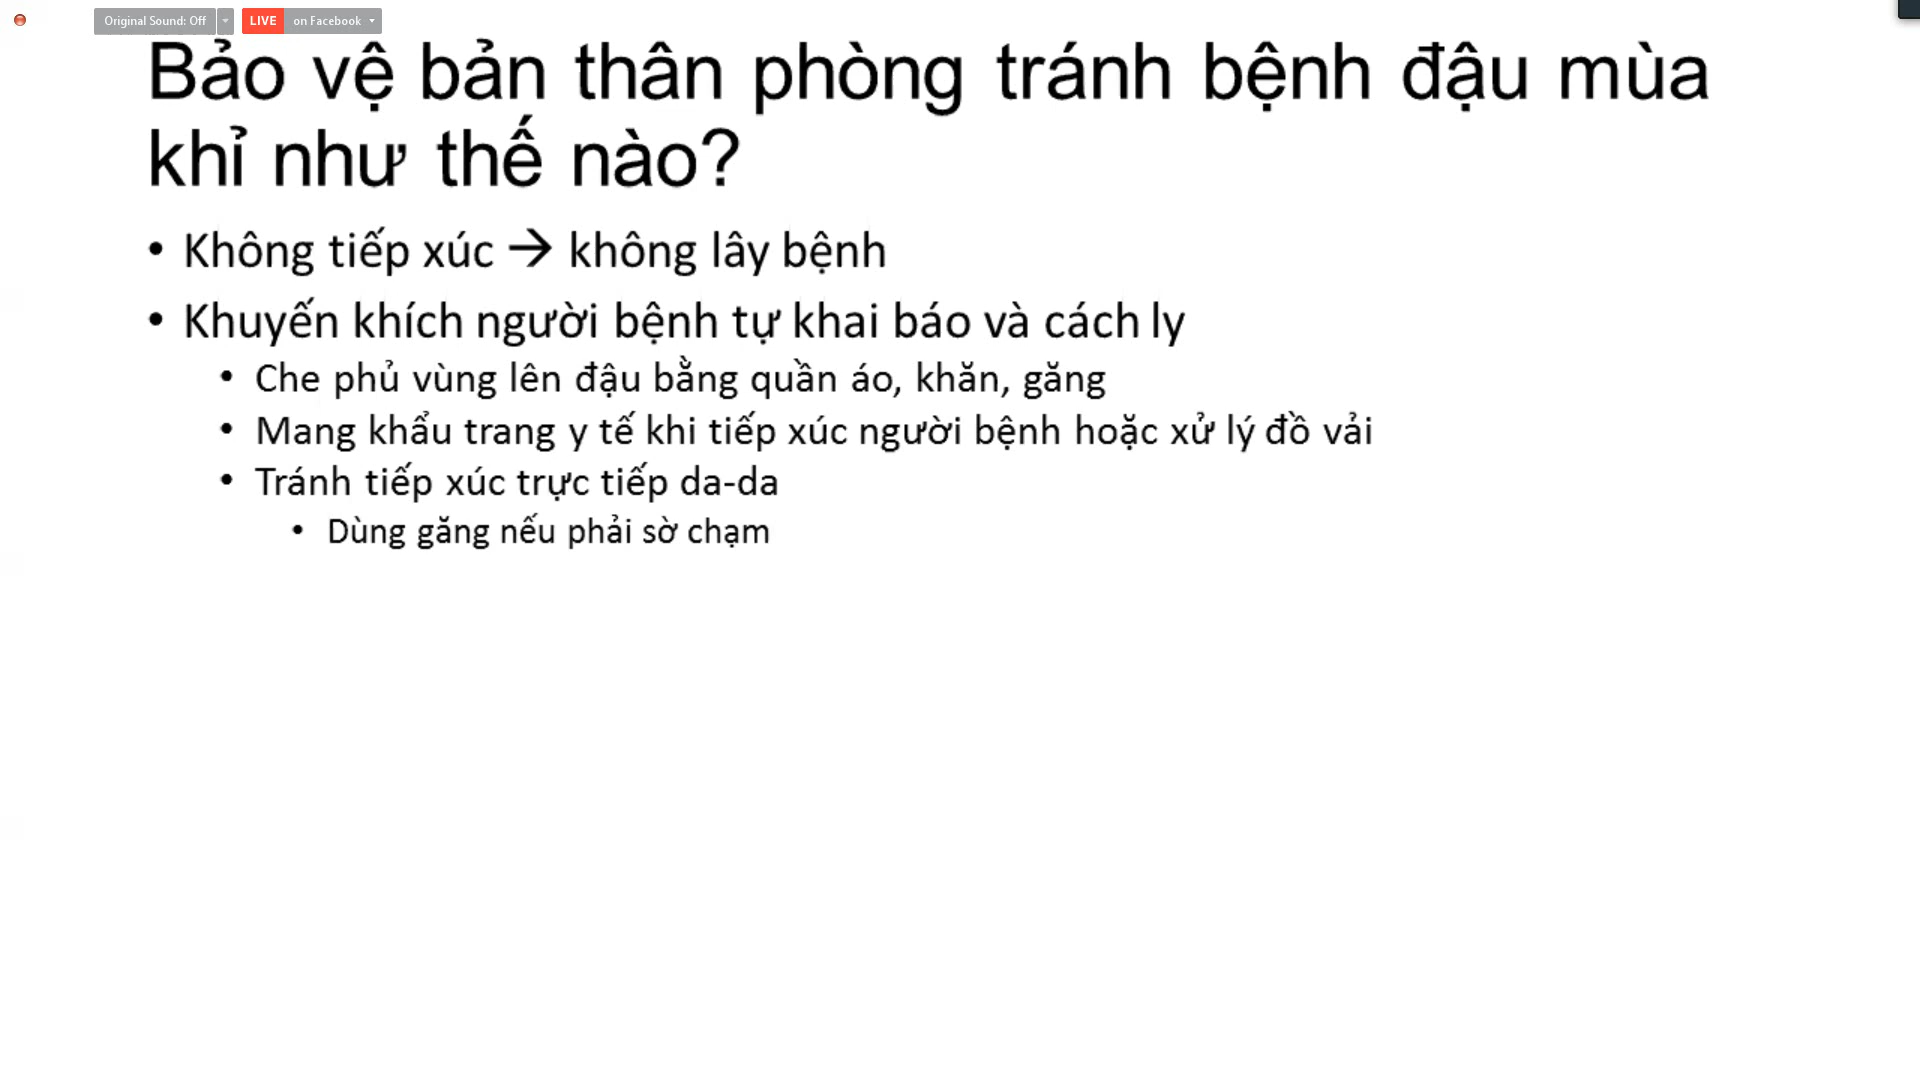 Original Sound: Off
LIVE on Facebook
Bảo vệ bản thân phòng tránh bệnh đậu mùa
khỉ như thế nào?
• Không tiếp xúc → không lây bệnh
• Khuyến khích người bệnh tự khai báo và cách ly
• Che phủ vùng lên đậu bằng quần áo, khăn, găng
• Mang khẩu trang y tế khi tiếp xúc người bệnh hoặc xử lý đồ vải
• Tránh tiếp xúc trực tiếp da-da
• Dùng găng nếu phải sờ chạm